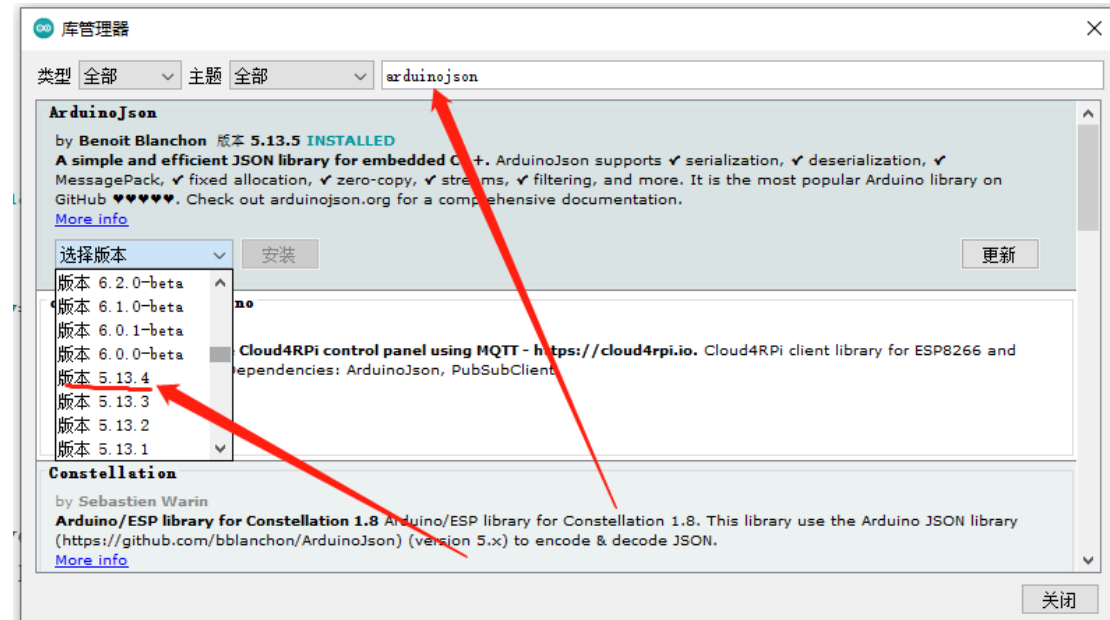 库管理器
类型 全部 主题 全部 arduinojson
ArduinoJson
by Benoit Blanchon 版本 5.13.5 INSTALLED
A simple and efficient JSON library for embedded C++. ArduinoJson supports ✔ serialization, ✔ deserialization, ✔
MessagePack, ✔ fixed allocation, ✔ zero-copy, ✔ streams, ✔ filtering, and more. It is the most popular Arduino library on
GitHub ♥♥♥♥♥. Check out arduinojson.org for a comprehensive documentation.
More info
选择版本 安装 更新
版本 6.2.0-beta
版本 6.1.0-beta no
版本 6.0.1-beta
版本 6.0.0-beta Cloud4RPi control panel using MQTT - https://cloud4rpi.io. Cloud4RPi client library for ESP8266 and
版本 5.13.4 ependencies: ArduinoJson, PubSubClient
版本 5.13.3
版本 5.13.2
版本 5.13.1
Constellation
by Sebastien Warin
Arduino/ESP library for Constellation 1.8 Arduino/ESP library for Constellation 1.8. This library use the Arduino JSON library
(https://github.com/bblanchon/ArduinoJson) (version 5.x) to encode & decode JSON.
More info
关闭